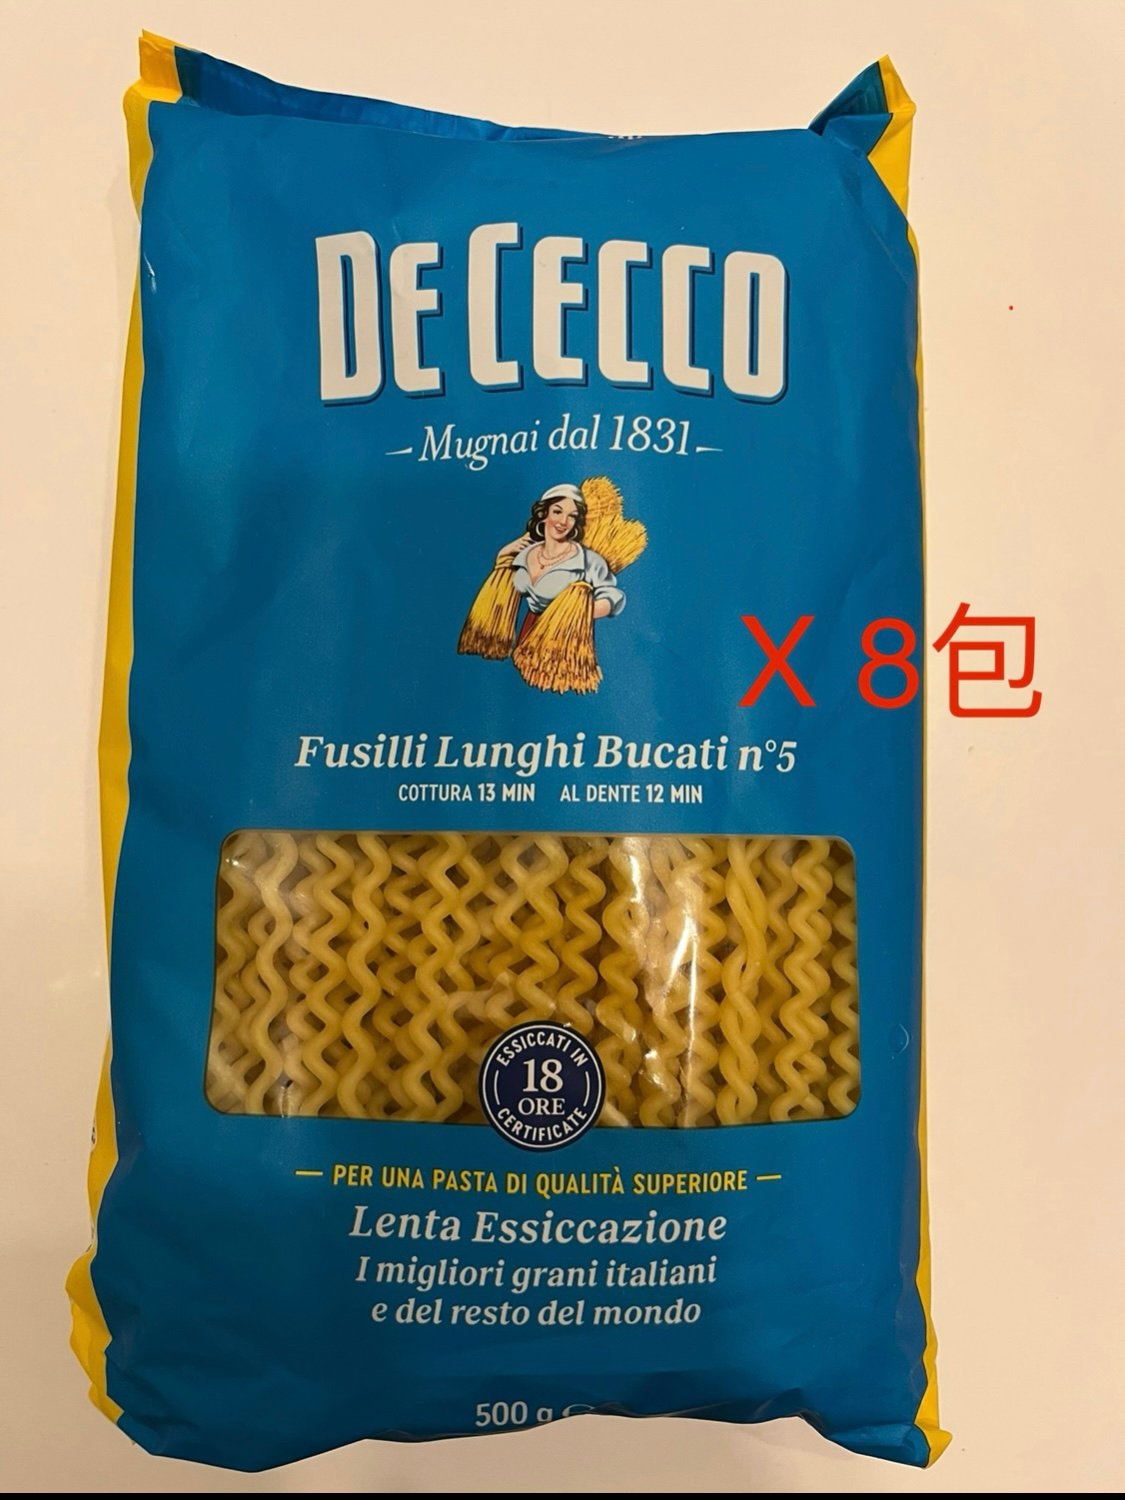 DE CECCO
Mugnai dal 1831
X 8包
Fusilli Lunghi Bucati n°5
COTTURA 13 MIN AL DENTE 12 MIN
ESSICCATI IN
18
ORE
CERTIFICATE
PER UNA PASTA DI QUALITÀ SUPERIORE
Lenta Essiccazione
I migliori grani italiani
e del resto del mondo
500 g